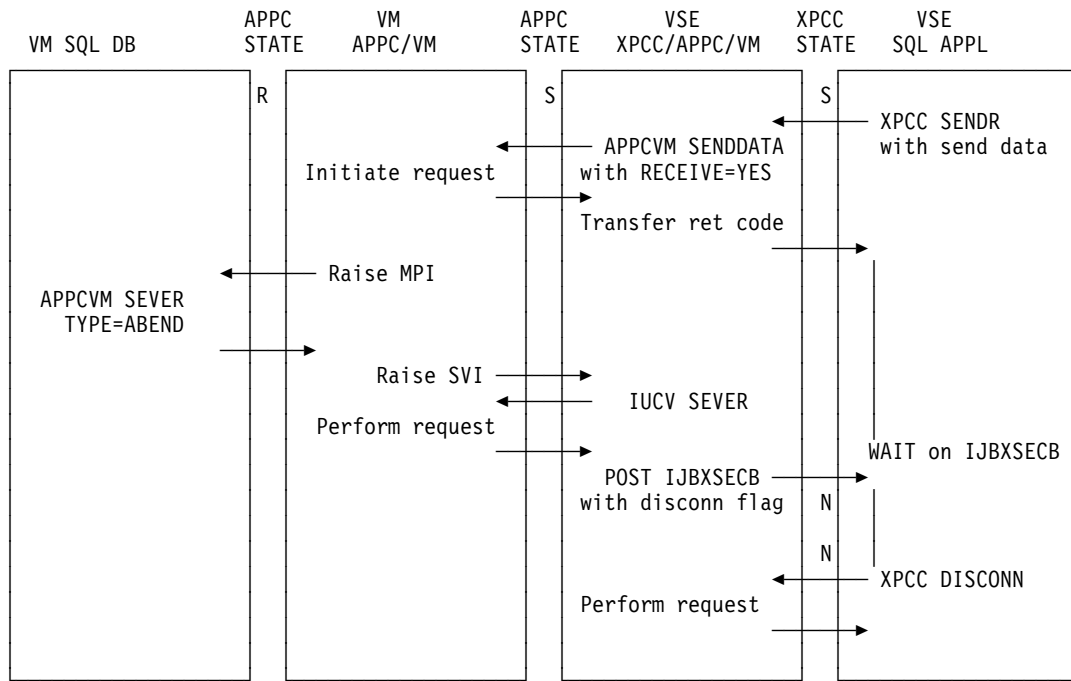 APPC VM APPC VSE XPCC VSE
VM SQL DB STATE APPC/VM STATE XPCC/APPC/VM STATE SQL APPL
R S S
XPCC SENDR
APPCVM SENDDATA with send data
Initiate request with RECEIVE=YES
Transfer ret code
Raise MPI
APPCVM SEVER
TYPE=ABEND
Raise SVI
IUCV SEVER
Perform request
WAIT on IJBXSECB
POST IJBXSECB
with disconn flag N
N
XPCC DISCONN
Perform request